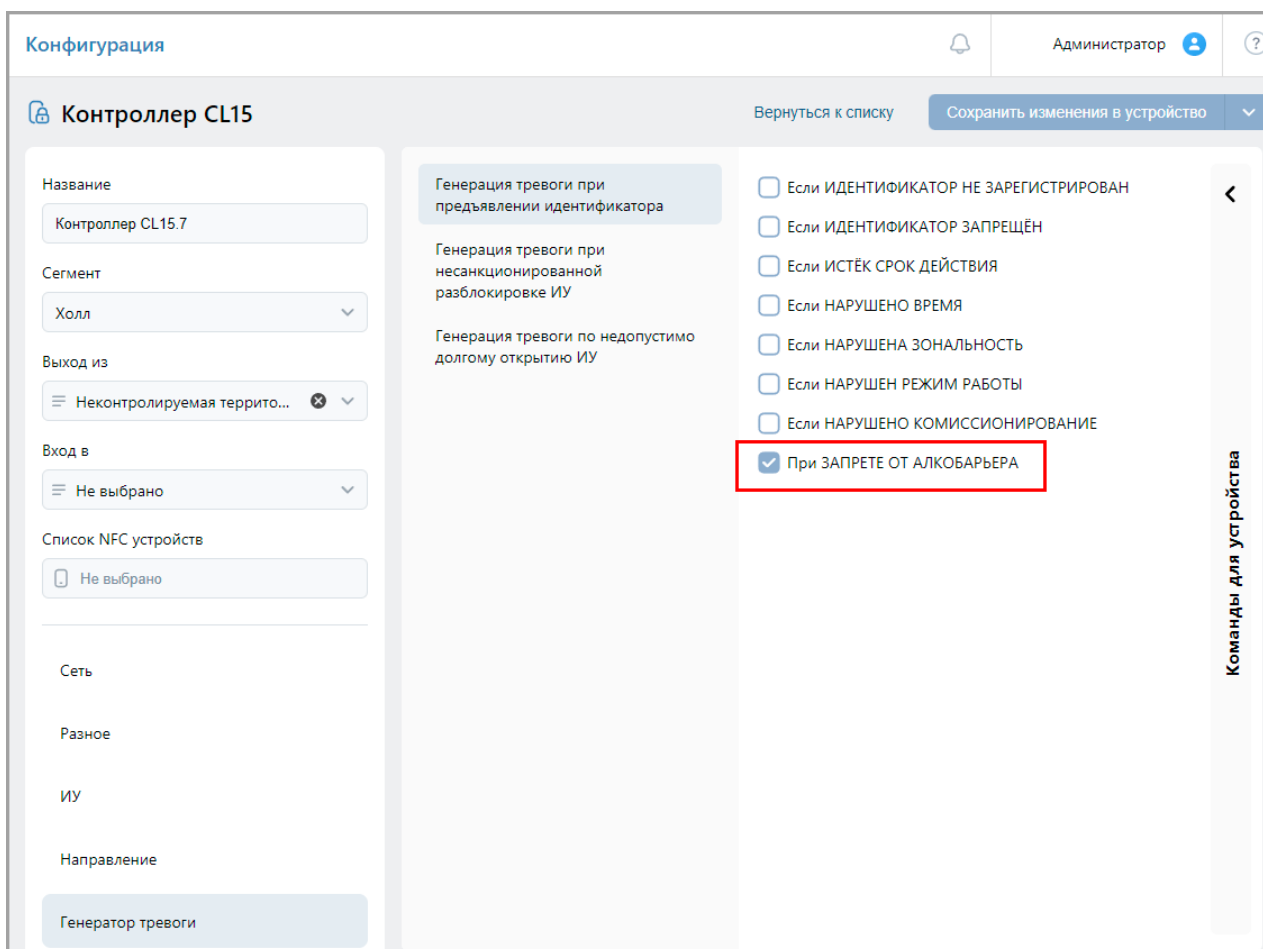 Конфигурация
Администратор
?
Контроллер CL15
Вернуться к списку
Сохранить изменения в устройство
Название
Контроллер CL15.7
Сегмент
Холл
Выход из
Неконтролируемая террито...
Вход в
Не выбрано
Список NFC устройств
Не выбрано
Сеть
Разное
ИУ
Направление
Генератор тревоги
Генерация тревоги при
предъявлении идентификатора
Генерация тревоги при
несанкционированной
разблокировке ИУ
Генерация тревоги по недопустимо
долгому открытию ИУ
Если ИДЕНТИФИКАТОР НЕ ЗАРЕГИСТРИРОВАН
Если ИДЕНТИФИКАТОР ЗАПРЕЩЁН
Если ИСТЁК СРОК ДЕЙСТВИЯ
Если НАРУШЕНО ВРЕМЯ
Если НАРУШЕНА ЗОНАЛЬНОСТЬ
Если НАРУШЕН РЕЖИМ РАБОТЫ
Если НАРУШЕНО КОМИССИОНИРОВАНИЕ
При ЗАПРЕТЕ ОТ АЛКОБАРЬЕРА
Команды для устройства